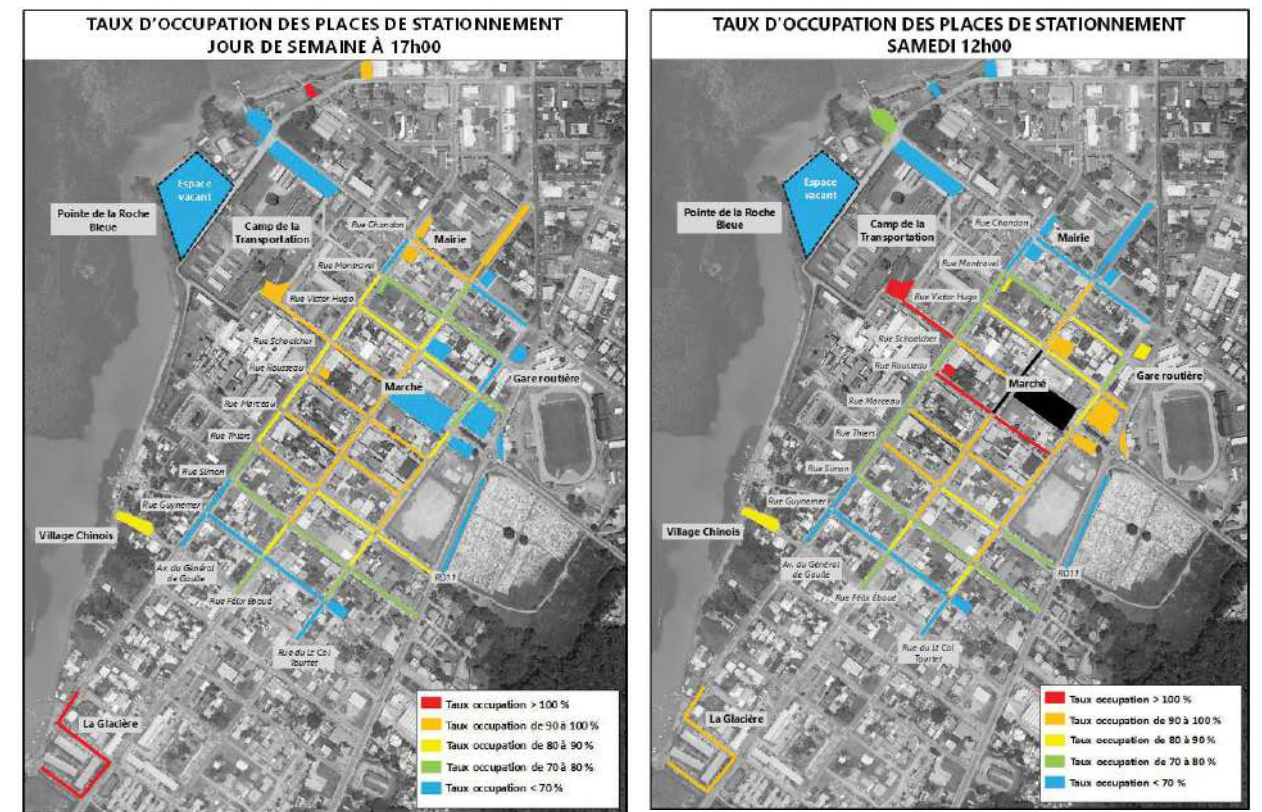 TAUX D'OCCUPATION DES PLACES DE STATIONNEMENT
JOUR DE SEMAINE À 17h00
Espace
vacant
Pointe de la Roche
Bleue
Camp de la
Transportation
Rue Chandon
Mairie
Rue Montravel
Rue Victor Hugo
Rue Schoelcher
Rue Rousseau
Marché
Gare routière
Rue Marceau
Rue Thiers
Rue Simon
Rue Guynemer
Village Chinois
Av. du Général
de Gaulle
RD11
Rue Félix Éboué
Rue du Lt Col
Tourtet
La Glacière
Taux occupation > 100 %
Taux occupation de 90 à 100 %
Taux occupation de 80 à 90 %
Taux occupation de 70 à 80 %
Taux occupation < 70 %
TAUX D'OCCUPATION DES PLACES DE STATIONNEMENT
SAMEDI 12h00
Espace
vacant
Pointe de la Roche
Bleue
Camp de la
Transportation
Rue Chandon
Mairie
Rue Montravel
Rue Victor Hugo
Rue Schoelcher
Rue Rousseau
Marché
Gare routière
Rue Marceau
Rue Thiers
Rue Simon
Rue Guynemer
Village Chinois
Av. du Général
de Gaulle
RD11
Rue Félix Éboué
Rue du Lt Col
Tourtet
La Glacière
Taux occupation > 100 %
Taux occupation de 90 à 100 %
Taux occupation de 80 à 90 %
Taux occupation de 70 à 80 %
Taux occupation < 70 %